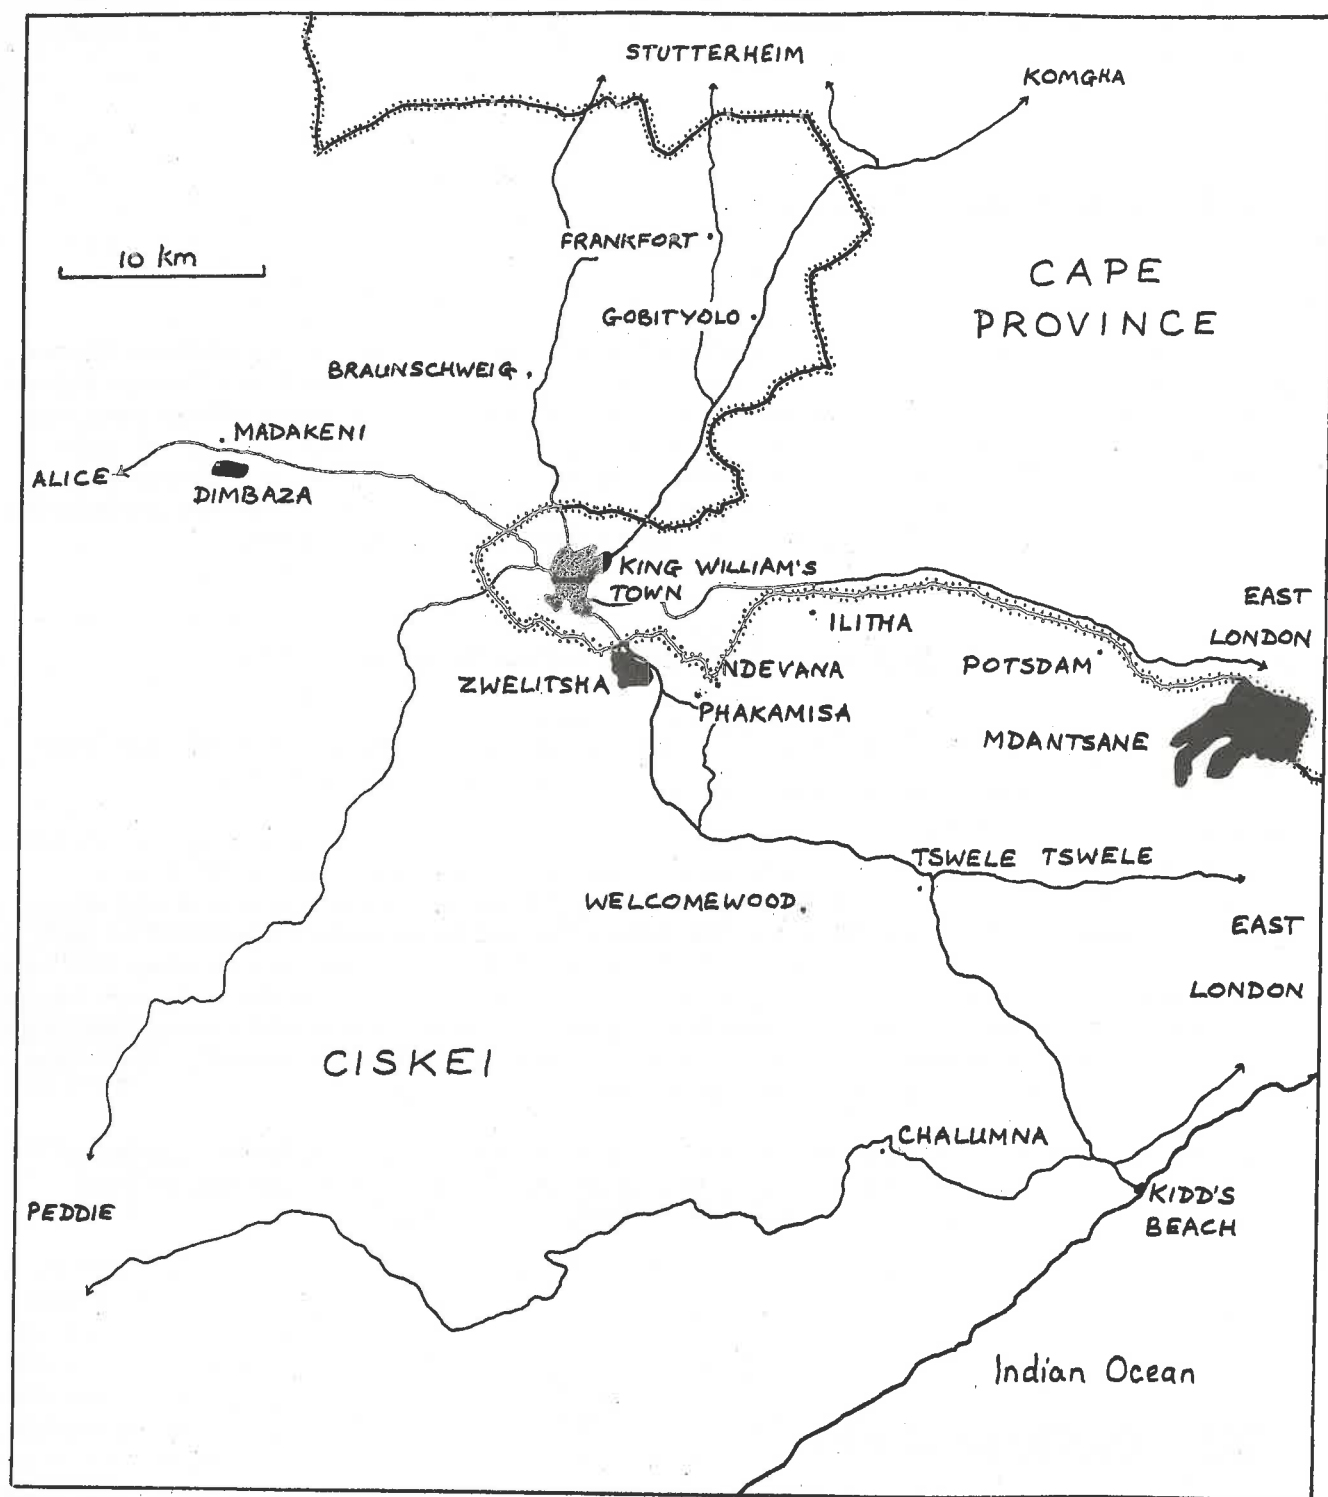 STUTTERHEIM
KOMGHA
FRANKFORT
10 km
CAPE
PROVINCE
GOBITYOLO
BRAUNSCHWEIG
MADAKENI
ALICE
DIMBAZA
KING WILLIAM'S
TOWN
EAST
LONDON
ILITHA
POTSDAM
NDEVANA
ZWELITSHA
PHAKAMISA
MDANTSANE
TSWELE TSWELE
WELCOMEWOOD
EAST
LONDON
CISKEI
CHALUMNA
KIDD'S
BEACH
PEDDIE
Indian Ocean